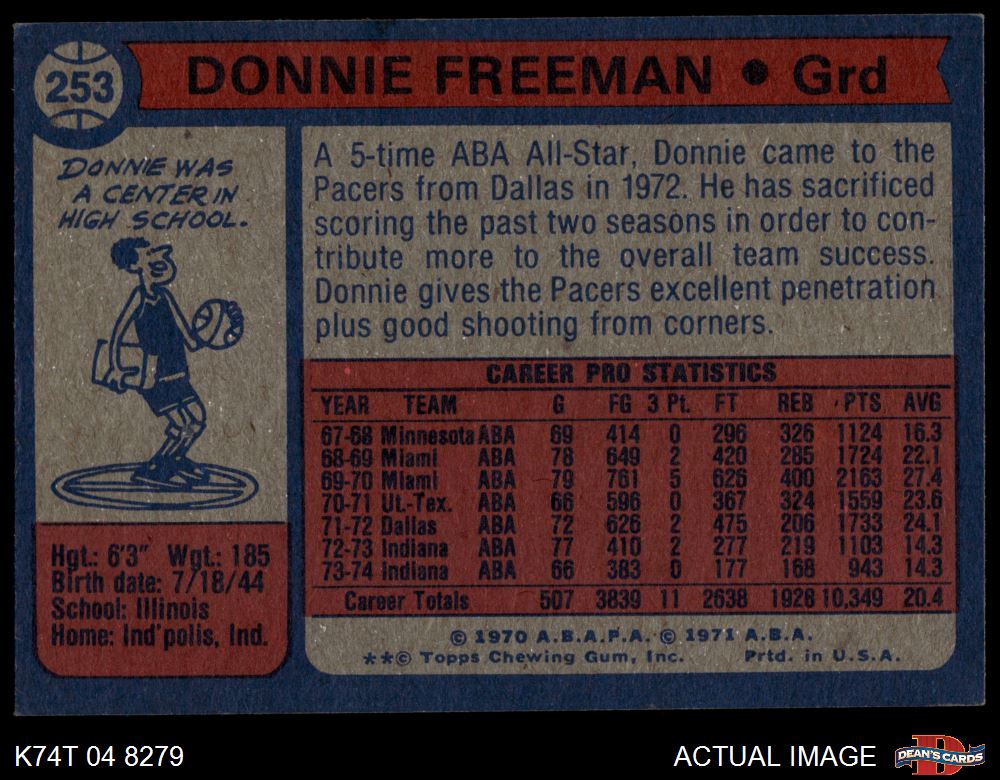 253
DONNIE FREEMAN • Grd
DONNIE WAS
A CENTER IN
HIGH SCHOOL.
A 5-time ABA All-Star, Donnie came to the
Pacers from Dallas in 1972. He has sacrificed
scoring the past two seasons in order to con-
tribute more to the overall team success.
Donnie gives the Pacers excellent penetration
plus good shooting from corners.
Hgt.: 6'3" Wgt.: 185
Birth date: 7/18/44
School: Illinois
Home: Ind'polis, Ind.
CAREER PRO STATISTICS
YEAR TEAM G FG 3 Pt. FT REB PTS AVG
67-68 Minnesota ABA 69 414 0 296 326 1124 16.3
68-69 Miami ABA 78 649 2 420 285 1724 22.1
69-70 Miami ABA 79 761 5 626 400 2163 27.4
70-71 Ut.-Tex. ABA 66 596 0 367 324 1559 23.6
71-72 Dallas ABA 72 626 2 475 206 1733 24.1
72-73 Indiana ABA 77 410 2 277 219 1103 14.3
73-74 Indiana ABA 66 383 0 177 168 943 14.3
Career Totals 507 3839 11 2638 1928 10,349 20.4
© 1970 A.B.A.P.A. © 1971 A.B.A.
**© Topps Chewing Gum, Inc. Prtd. in U.S.A.
K74T 04 8279
ACTUAL IMAGE
D
DEAN'S CARDS